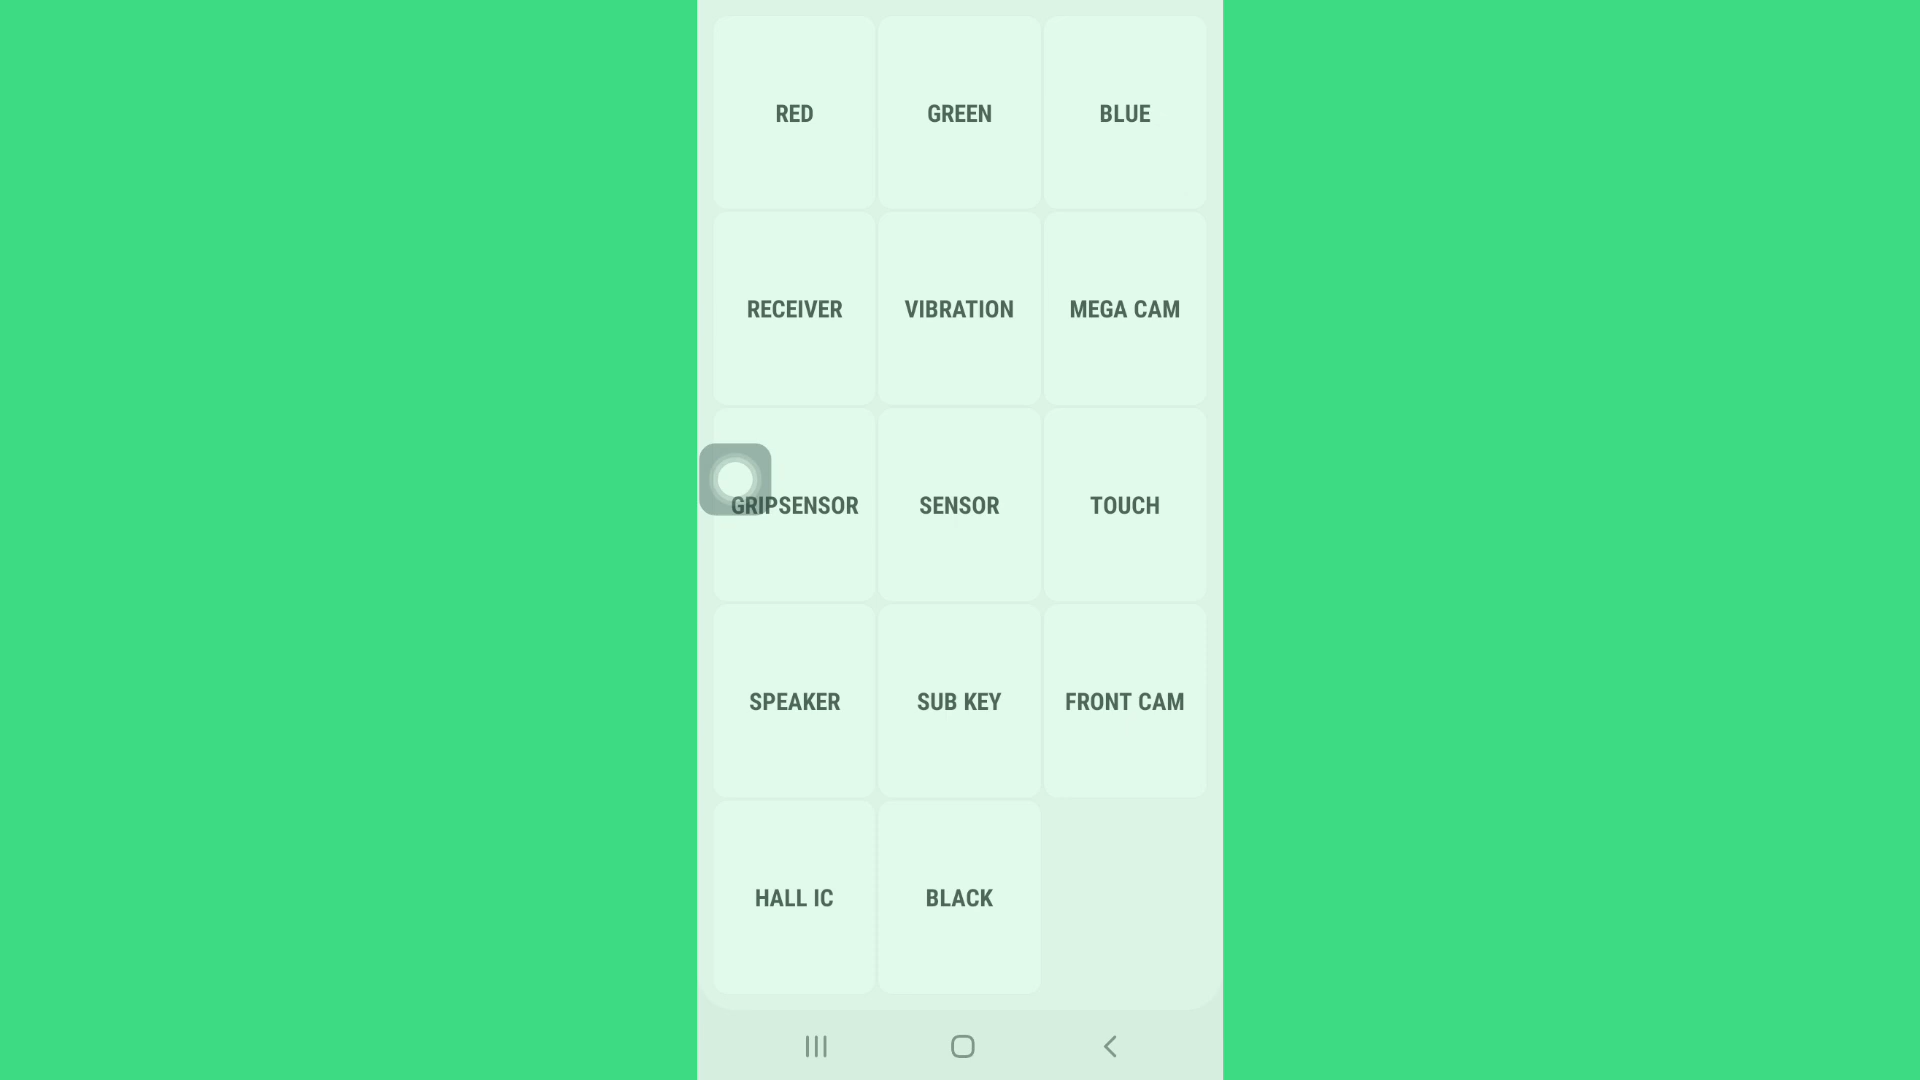 RED GREEN BLUE
RECEIVER VIBRATION MEGA CAM
GRIPSENSOR SENSOR TOUCH
SPEAKER SUB KEY FRONT CAM
HALL IC BLACK